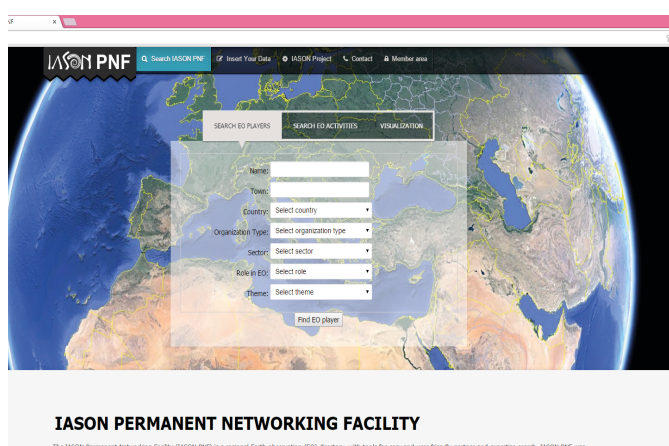 IASON PNF
Search IASON PNF
Insert Your Data
IASON Project
Contact
Member area
SEARCH EO PLAYERS
SEARCH EO ACTIVITIES
VISUALIZATION
Name:
Town:
Country: Select country
Organization Type: Select organization type
Sector: Select sector
Role in EO: Select role
Theme: Select theme
Find EO player
IASON PERMANENT NETWORKING FACILITY